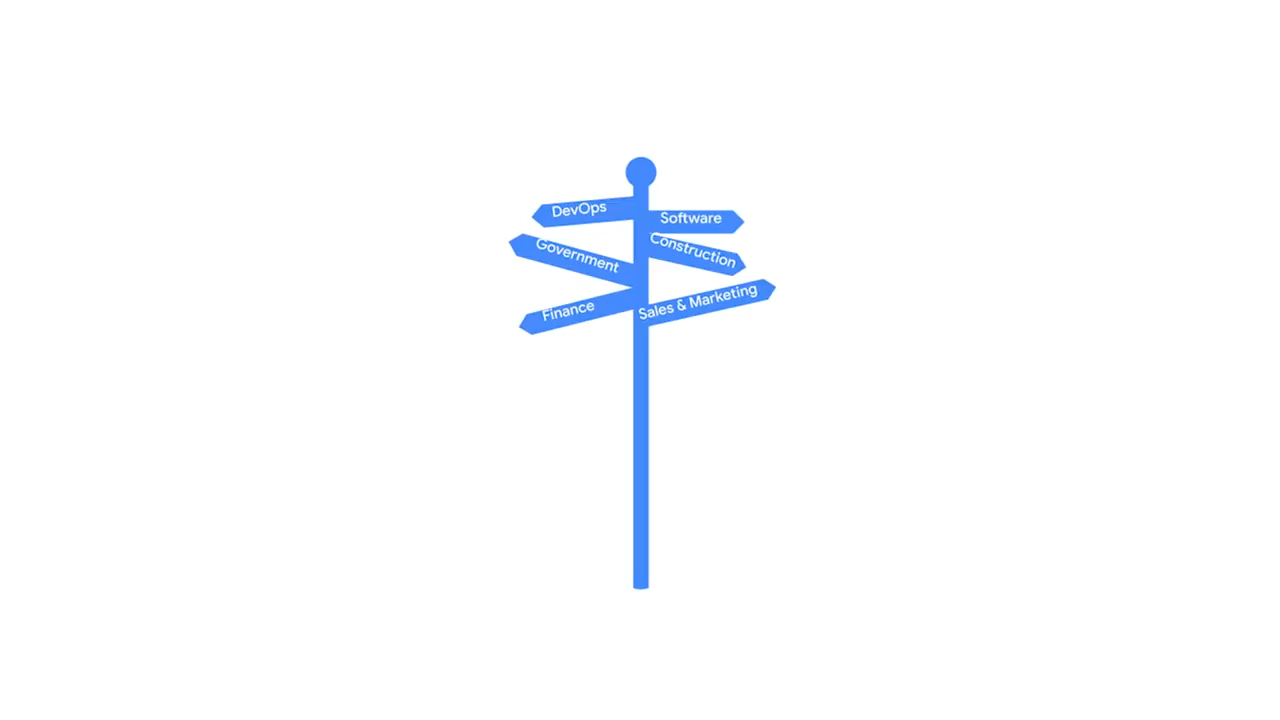 DevOps
Software
Government
Construction
Finance
Sales & Marketing